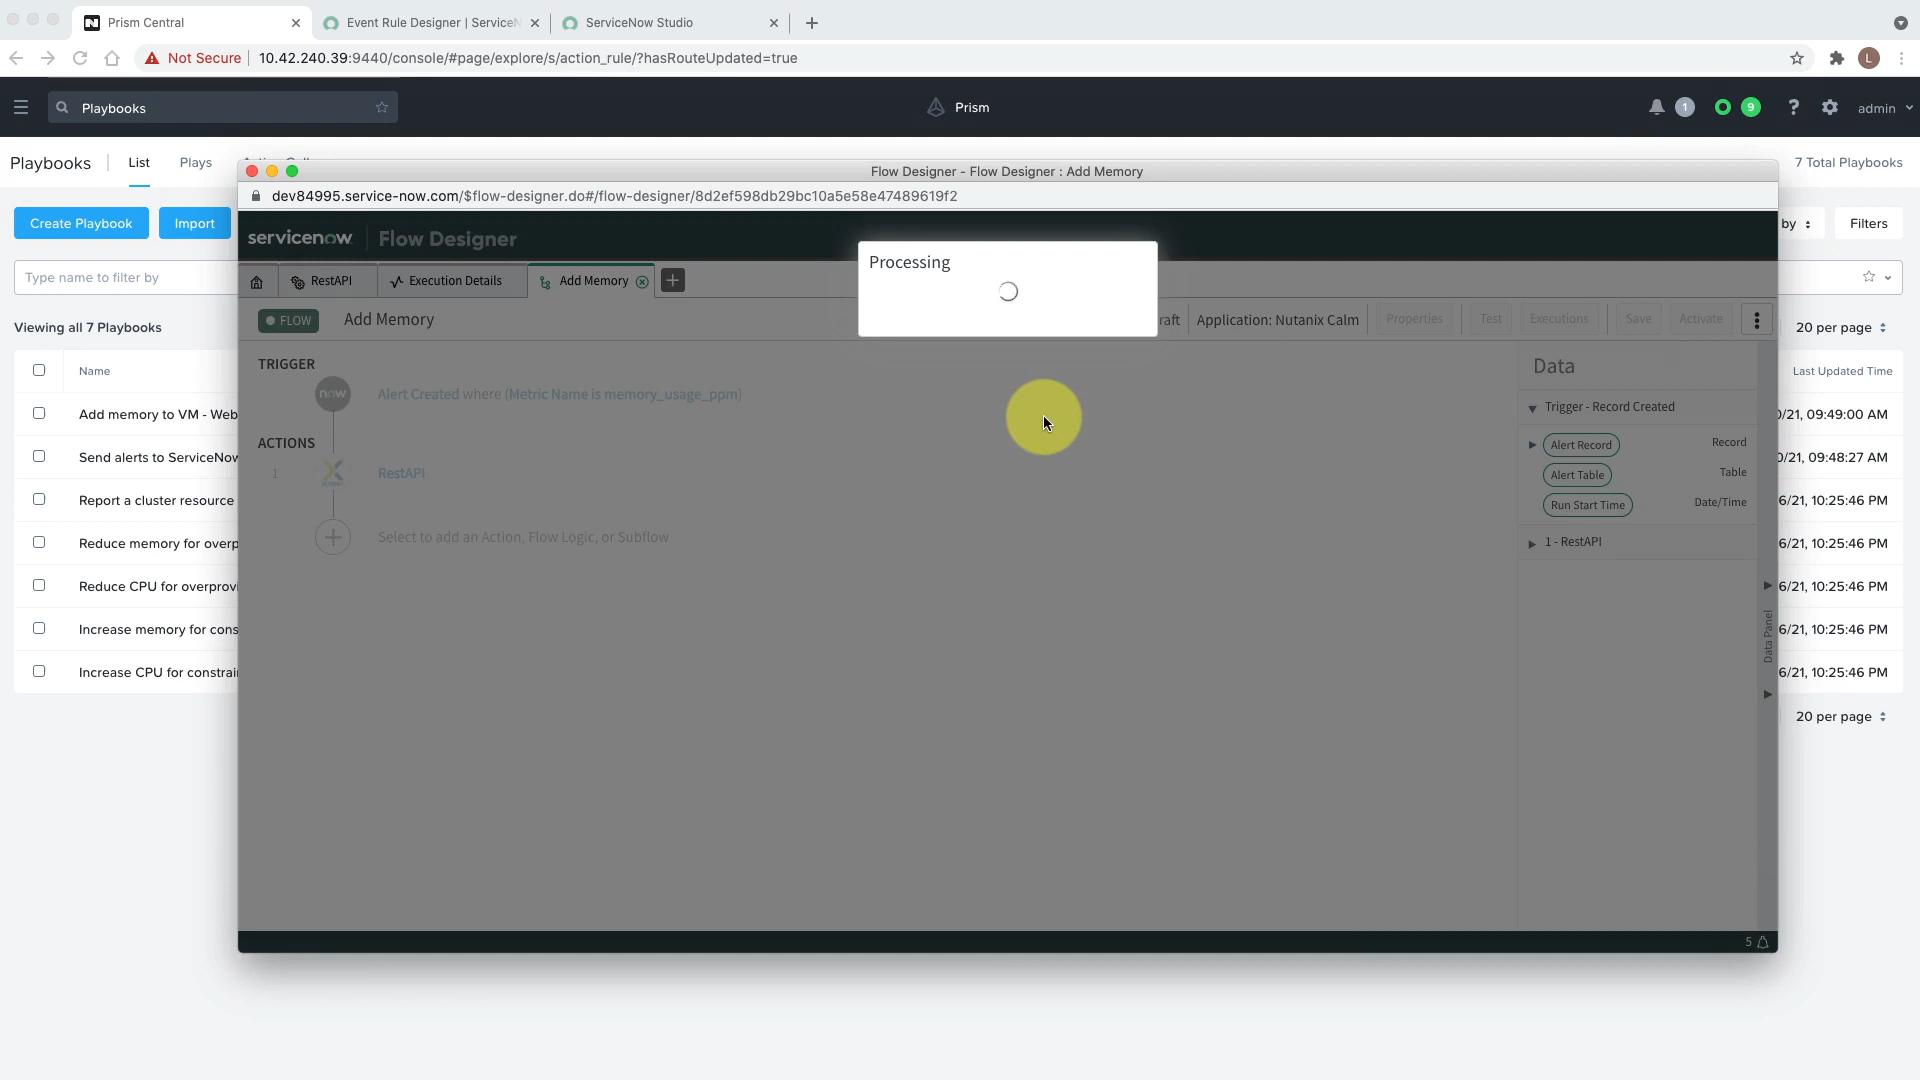 Prism Central
Event Rule Designer | ServiceN
ServiceNow Studio
Not Secure
10.42.240.39:9440/console/#page/explore/s/action_rule/?hasRouteUpdated=true
L
Playbooks
Prism
1
9
?
admin
Playbooks
List
Plays
7 Total Playbooks
Flow Designer - Flow Designer : Add Memory
dev84995.service-now.com/$flow-designer.do#/flow-designer/8d2ef598db29bc10a5e58e47489619f2
Create Playbook
Import
by
Filters
servicenow
Flow Designer
Processing
Type name to filter by
RestAPI
Execution Details
Add Memory
FLOW
Add Memory
raft
Application: Nutanix Calm
Properties
Test
Executions
Save
Activate
Viewing all 7 Playbooks
20 per page
TRIGGER
now
Alert Created where (Metric Name is memory_usage_ppm)
ACTIONS
1
RestAPI
Select to add an Action, Flow Logic, or Subflow
Data
Trigger - Record Created
Alert Record
Record
Alert Table
Table
Run Start Time
Date/Time
1 - RestAPI
Data Panel
Name
Last Updated Time
Add memory to VM - Web
0/21, 09:49:00 AM
Send alerts to ServiceNow
0/21, 09:48:27 AM
Report a cluster resource
6/21, 10:25:46 PM
Reduce memory for overp
6/21, 10:25:46 PM
Reduce CPU for overprovi
6/21, 10:25:46 PM
Increase memory for cons
6/21, 10:25:46 PM
Increase CPU for constrai
6/21, 10:25:46 PM
20 per page
5